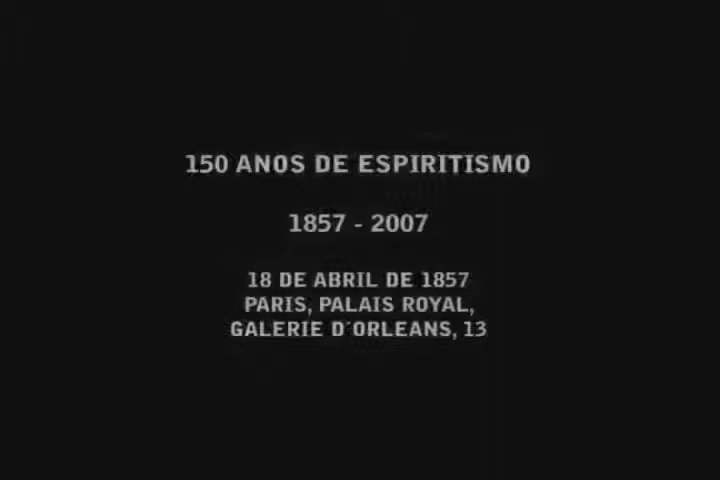 150 ANOS DE ESPIRITISMO
1857 - 2007
18 DE ABRIL DE 1857
PARIS, PALAIS ROYAL,
GALERIE D´ORLEANS, 13